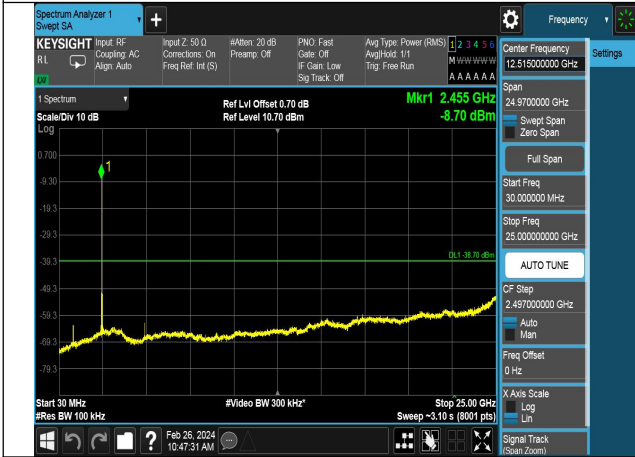 Spectrum Analyzer 1
Swept SA
Frequency
KEYSIGHT
RL
Input: RF
Coupling: AC
Align: Auto
Input Z: 50 Ω
Corrections: On
Freq Ref: Int (S)
#Atten: 20 dB
Preamp: Off
PNO: Fast
Gate: Off
IF Gain: Low
Sig Track: Off
Avg Type: Power (RMS)
Avg|Hold: 1/1
Trig: Free Run
1 2 3 4 5 6
M W W W W W
A A A A A A
1 Spectrum
Scale/Div 10 dB
Log
Ref Lvl Offset 0.70 dB
Ref Level 10.70 dBm
Mkr1 2.455 GHz
-8.70 dBm
1
0.700
-9.30
-19.3
-29.3
-39.3
-49.3
-59.3
-69.3
-79.3
DL1 -38.70 dBm
Start 30 MHz
#Res BW 100 kHz
#Video BW 300 kHz*
Stop 25.00 GHz
Sweep ~3.10 s (8001 pts)
Center Frequency
12.515000000 GHz
Settings
Span
24.9700000 GHz
Swept Span
Zero Span
Full Span
Start Freq
30.000000 MHz
Stop Freq
25.000000000 GHz
AUTO TUNE
CF Step
2.497000000 GHz
Auto
Man
Freq Offset
0 Hz
X Axis Scale
Log
Lin
Signal Track
(Span Zoom)
?
Feb 26, 2024
10:47:31 AM